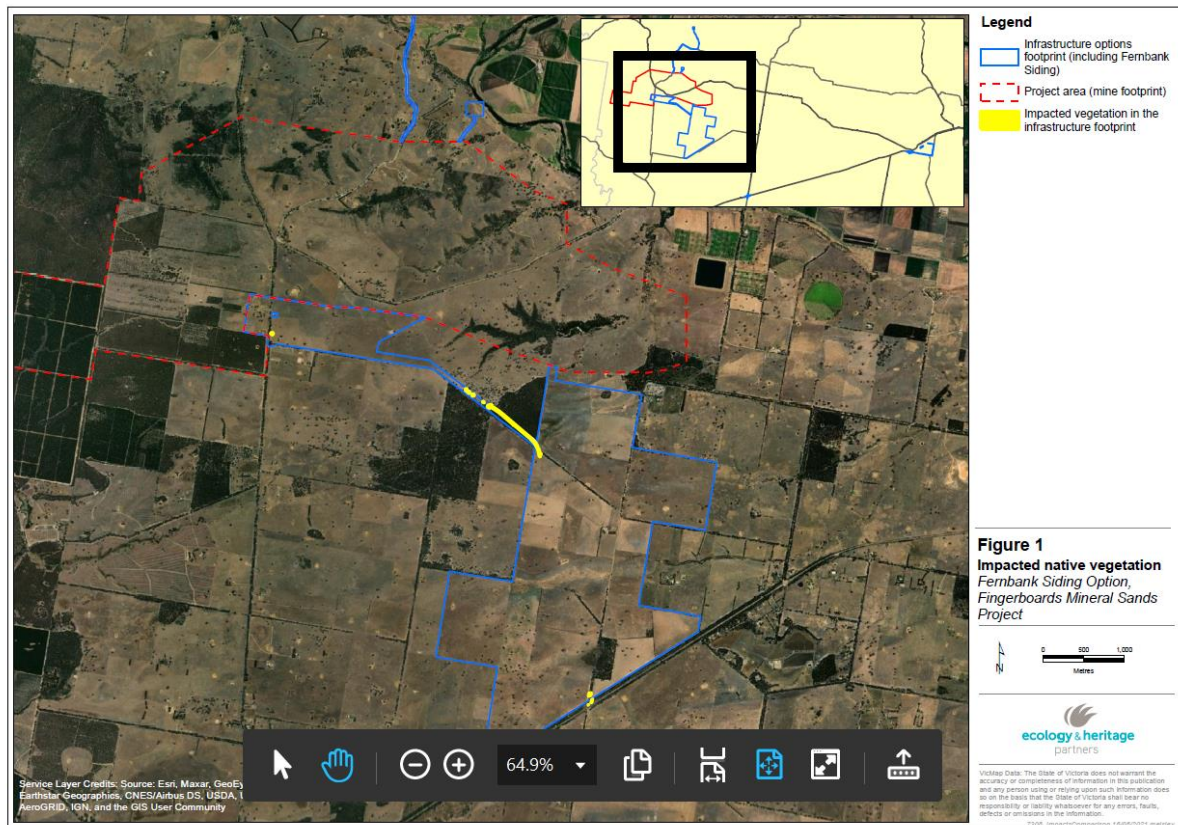 Legend
Infrastructure options
footprint (including Fernbank
Siding)
Project area (mine footprint)
Impacted vegetation in the
infrastructure footprint
Figure 1
Impacted native vegetation
Fernbank Siding Option,
Fingerboards Mineral Sands
Project
N
0 500 1,000
Metres
ecology & heritage
partners
VicMap Data: The State of Victoria does not warrant the
accuracy or completeness of information in this publication
and any person using or relying upon such information does
so on the basis that the State of Victoria shall bear no
responsibility or liability whatsoever for any errors, faults,
defects or omissions in the information.
64.9%
Service Layer Credits: Source: Esri, Maxar, GeoEy
Earthstar Geographics, CNES/Airbus DS, USDA,
AeroGRID, IGN, and the GIS User Community